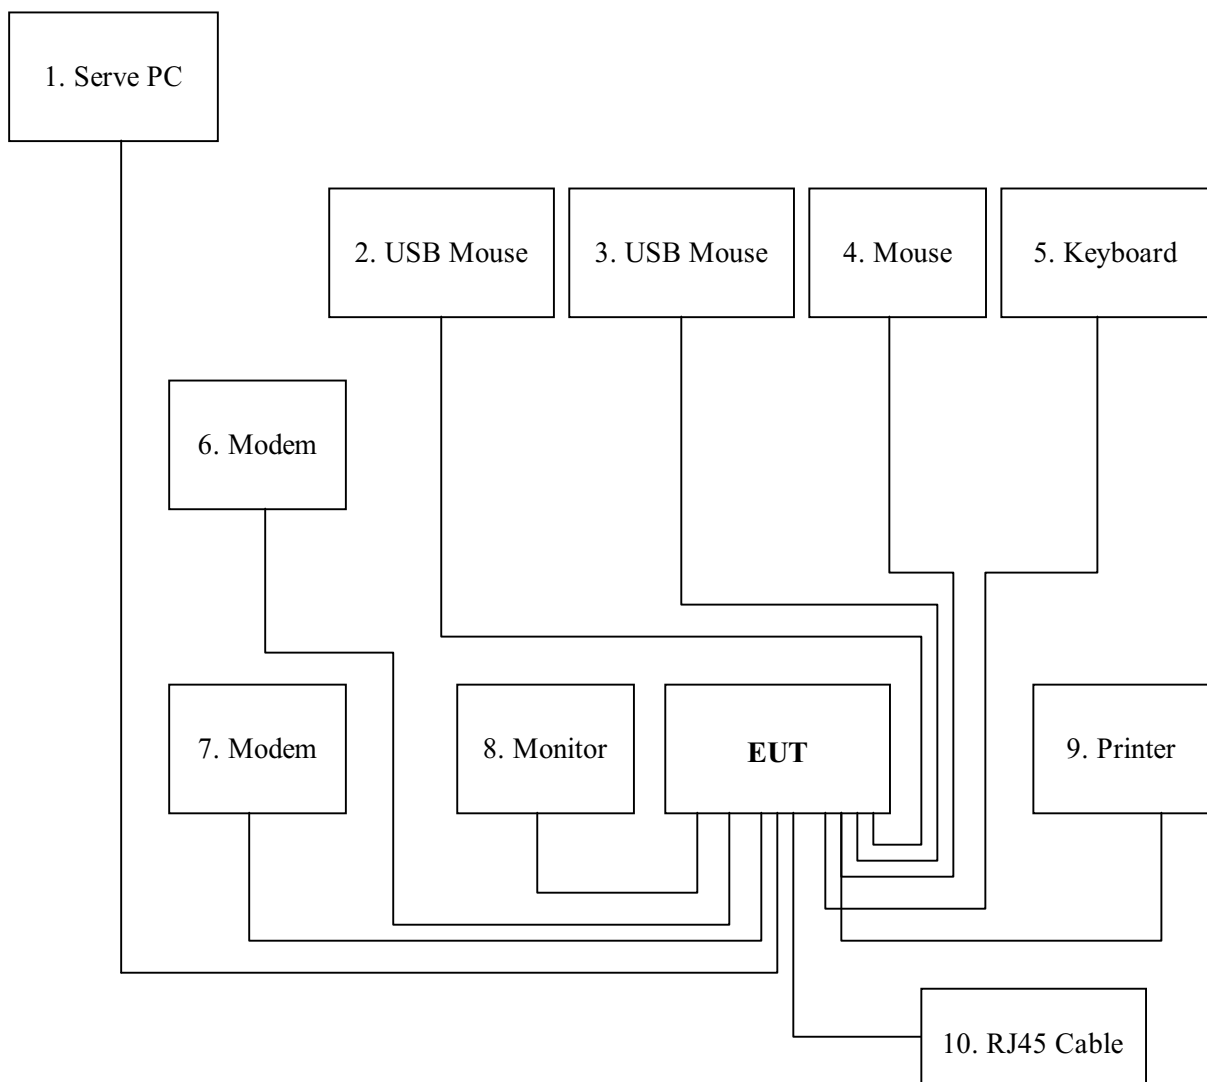 1. Serve PC
2. USB Mouse
3. USB Mouse
4. Mouse
5. Keyboard
6. Modem
7. Modem
8. Monitor
EUT
9. Printer
10. RJ45 Cable